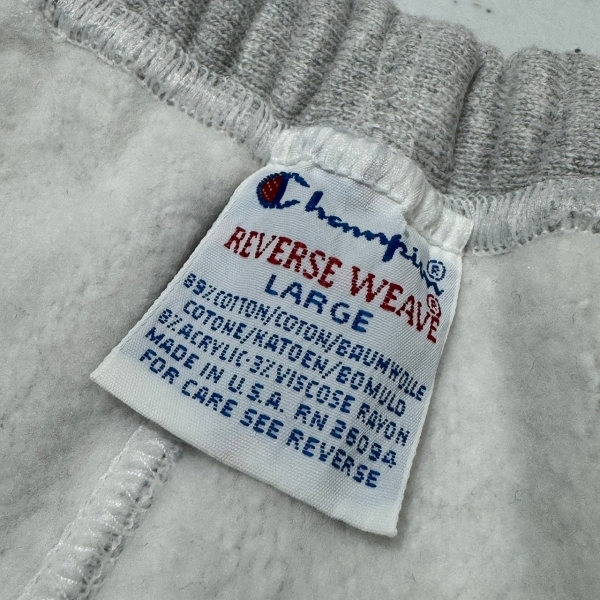 Champion®
REVERSE WEAVE®
LARGE
89%COTTON/COTON/BAUMWOLLE
COTONE/KATOEN/BOMULD
8%ACRYLIC-3%VISCOSE RAYON
MADE IN U.S.A. RN 26094
FOR CARE SEE REVERSE